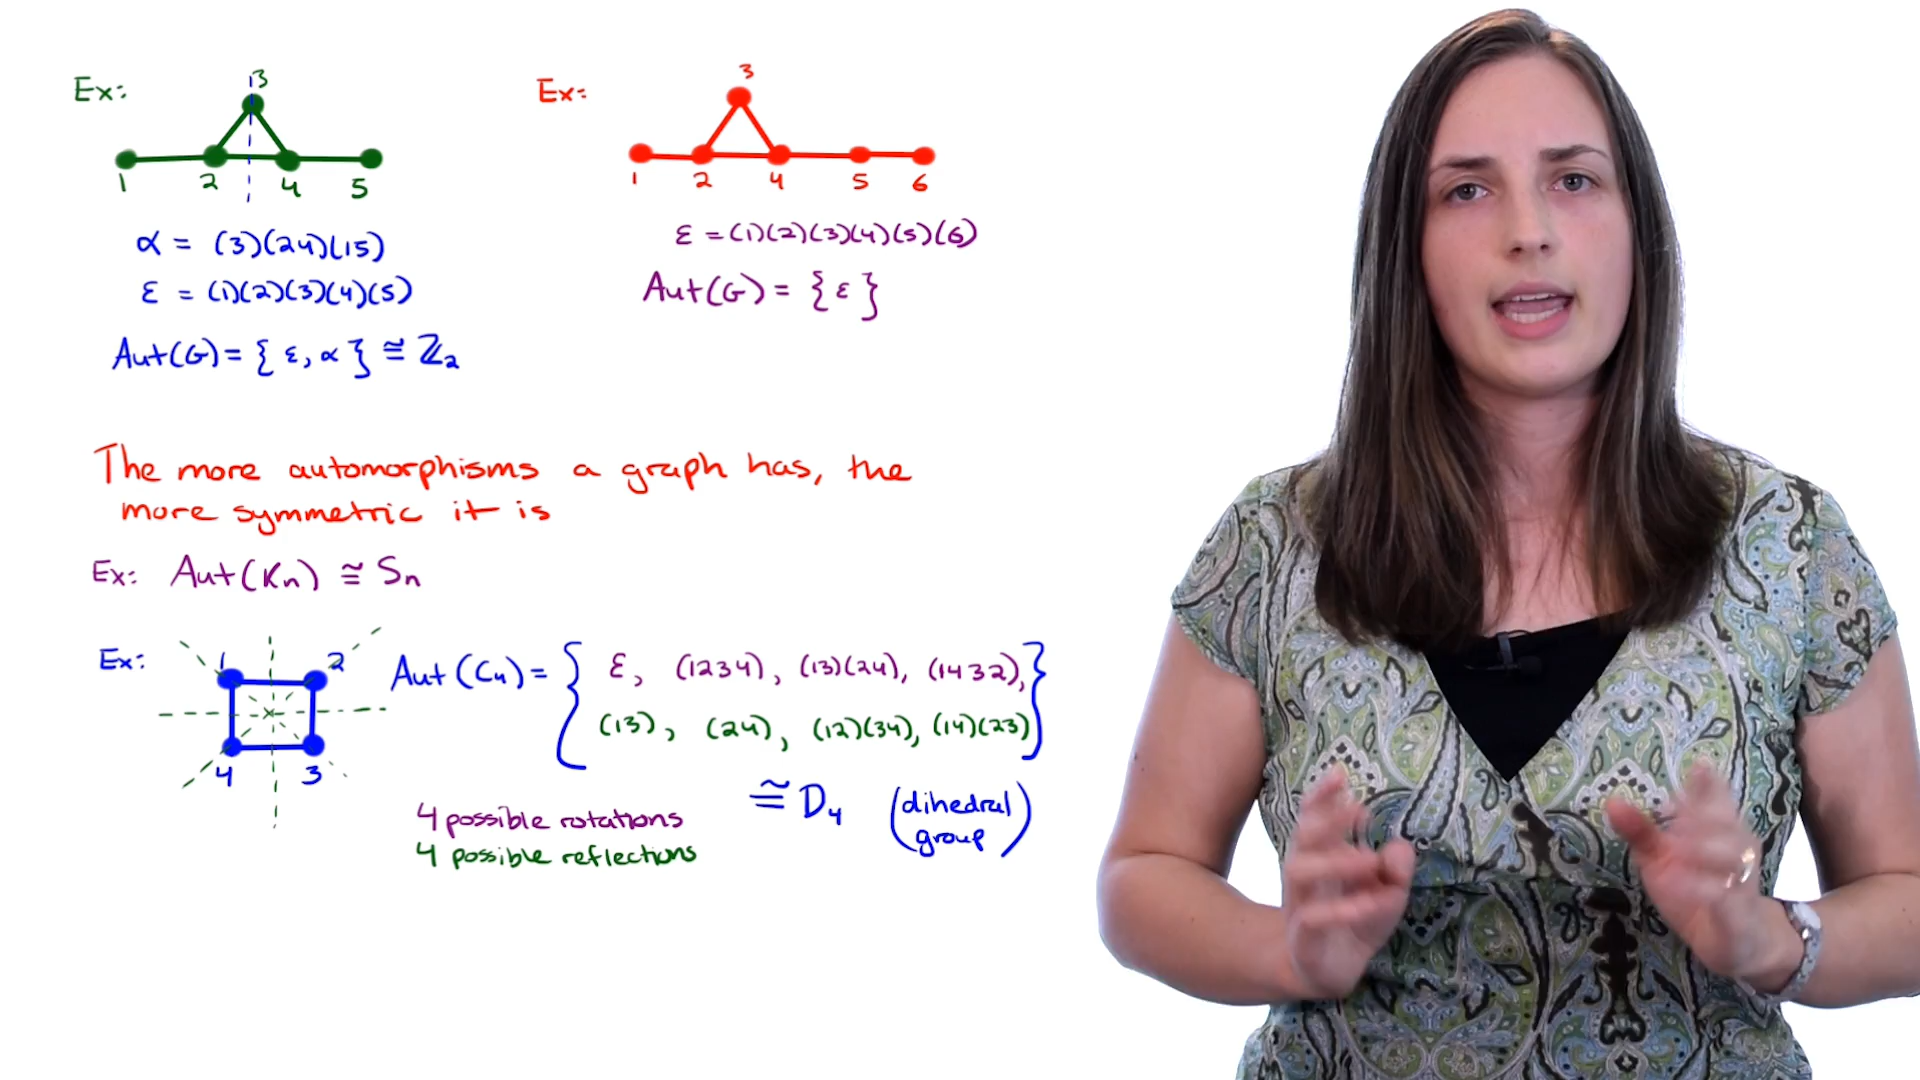 Ex:
3
1 2 4 5
α = (3)(24)(15)
ε = (1)(2)(3)(4)(5)
Aut(G) = { ε, α } ≅ ℤ₂
Ex:
3
1 2 4 5 6
ε = (1)(2)(3)(4)(5)(6)
Aut(G) = { ε }
The more automorphisms a graph has, the
more symmetric it is
Ex: Aut(Kₙ) ≅ Sₙ
Ex:
1 2
4 3
Aut(C₄) = { ε, (1234), (13)(24), (1432),
(13), (24), (12)(34), (14)(23) }
≅ D₄ (dihedral
group)
4 possible rotations
4 possible reflections